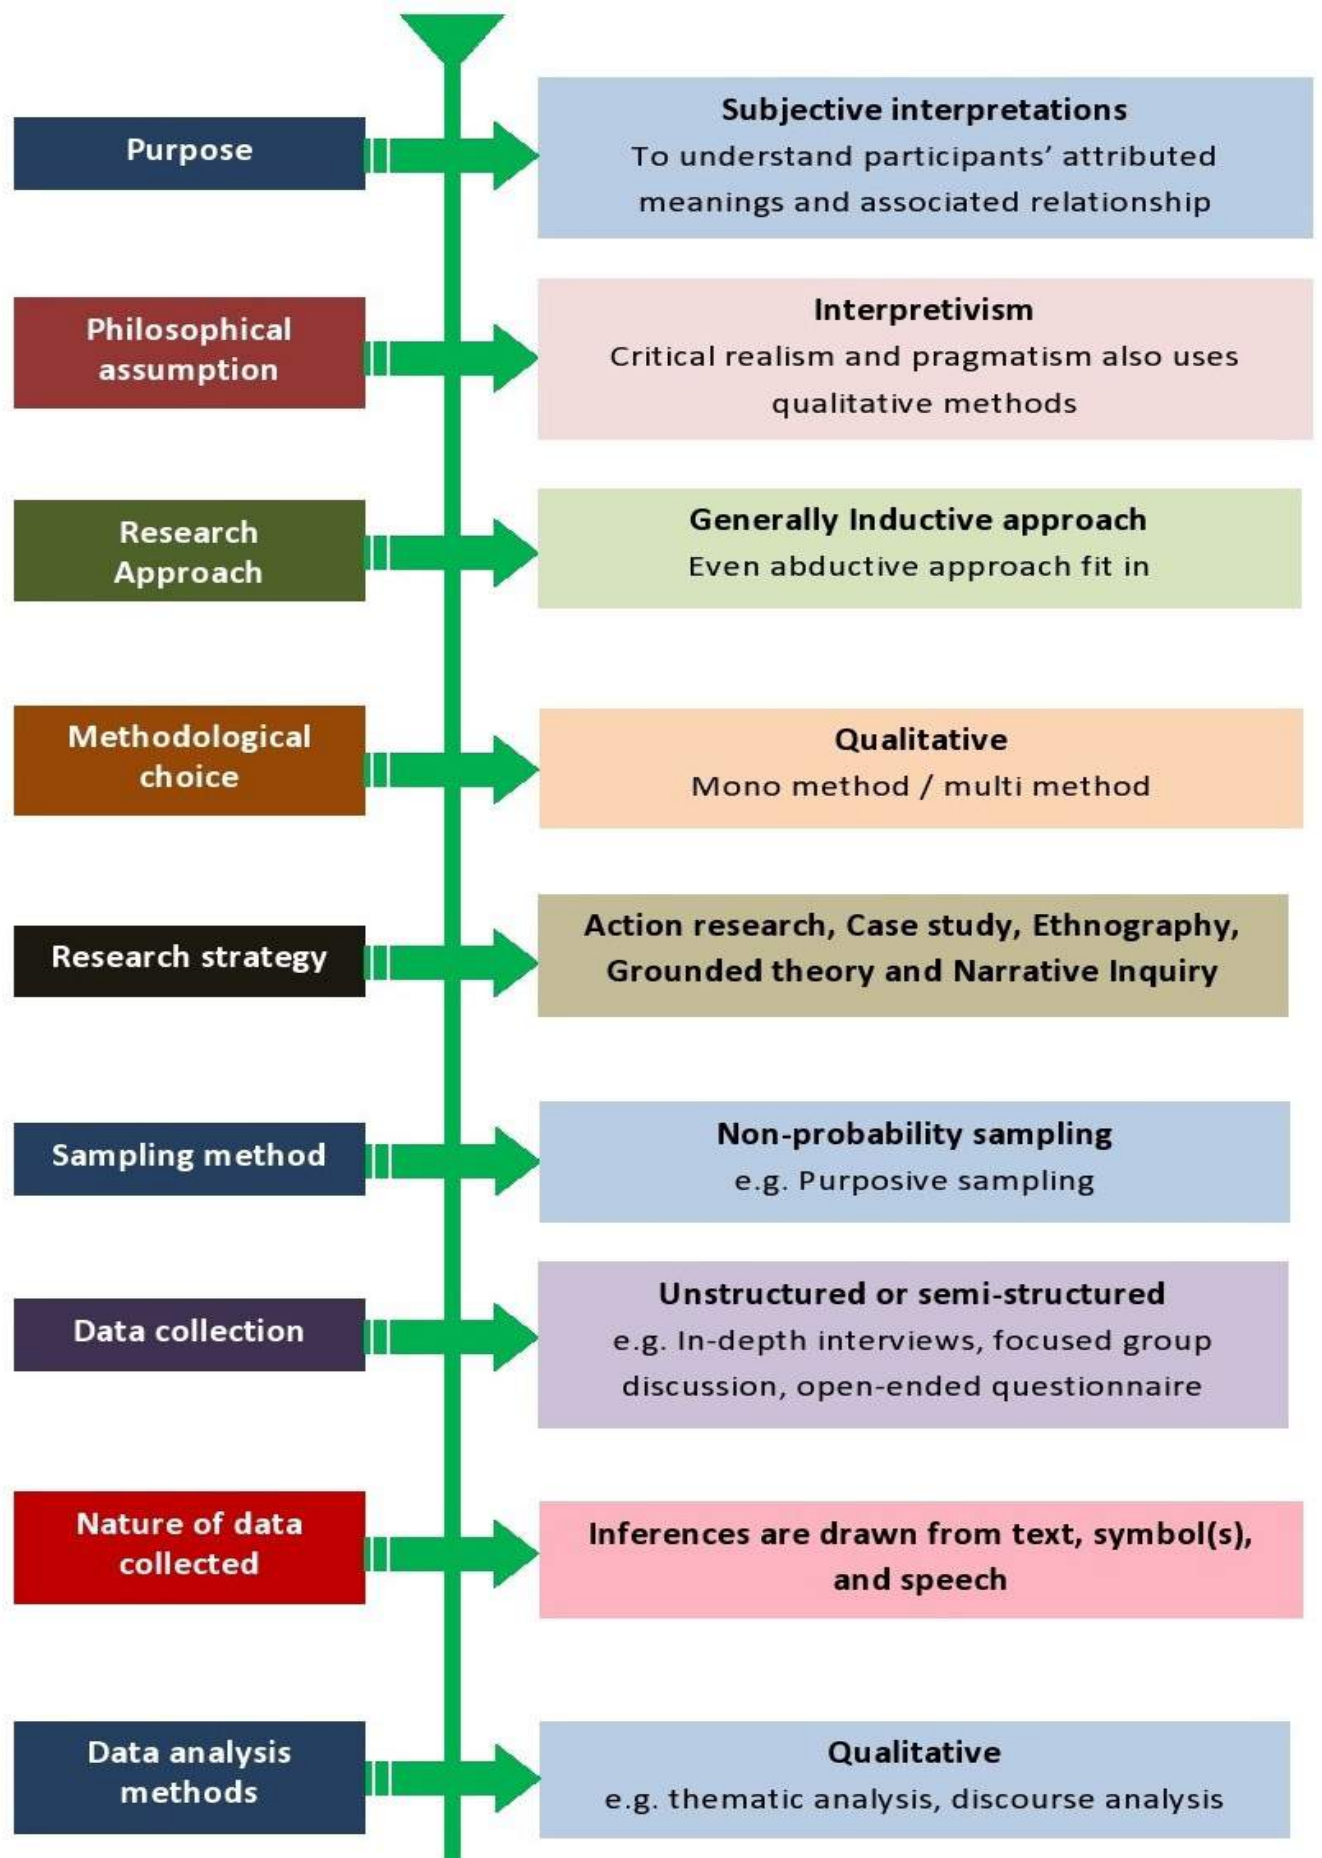 Purpose
Subjective interpretations
To understand participants’ attributed
meanings and associated relationship
Philosophical
assumption
Interpretivism
Critical realism and pragmatism also uses
qualitative methods
Research
Approach
Generally Inductive approach
Even abductive approach fit in
Methodological
choice
Qualitative
Mono method / multi method
Research strategy
Action research, Case study, Ethnography,
Grounded theory and Narrative Inquiry
Sampling method
Non-probability sampling
e.g. Purposive sampling
Data collection
Unstructured or semi-structured
e.g. In-depth interviews, focused group
discussion, open-ended questionnaire
Nature of data
collected
Inferences are drawn from text, symbol(s),
and speech
Data analysis
methods
Qualitative
e.g. thematic analysis, discourse analysis